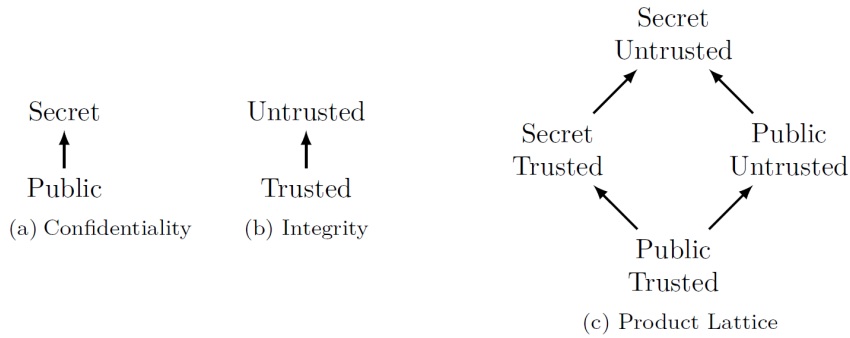 Secret
Public
(a) Confidentiality
Untrusted
Trusted
(b) Integrity
Secret
Untrusted
Secret
Trusted
Public
Untrusted
Public
Trusted
(c) Product Lattice